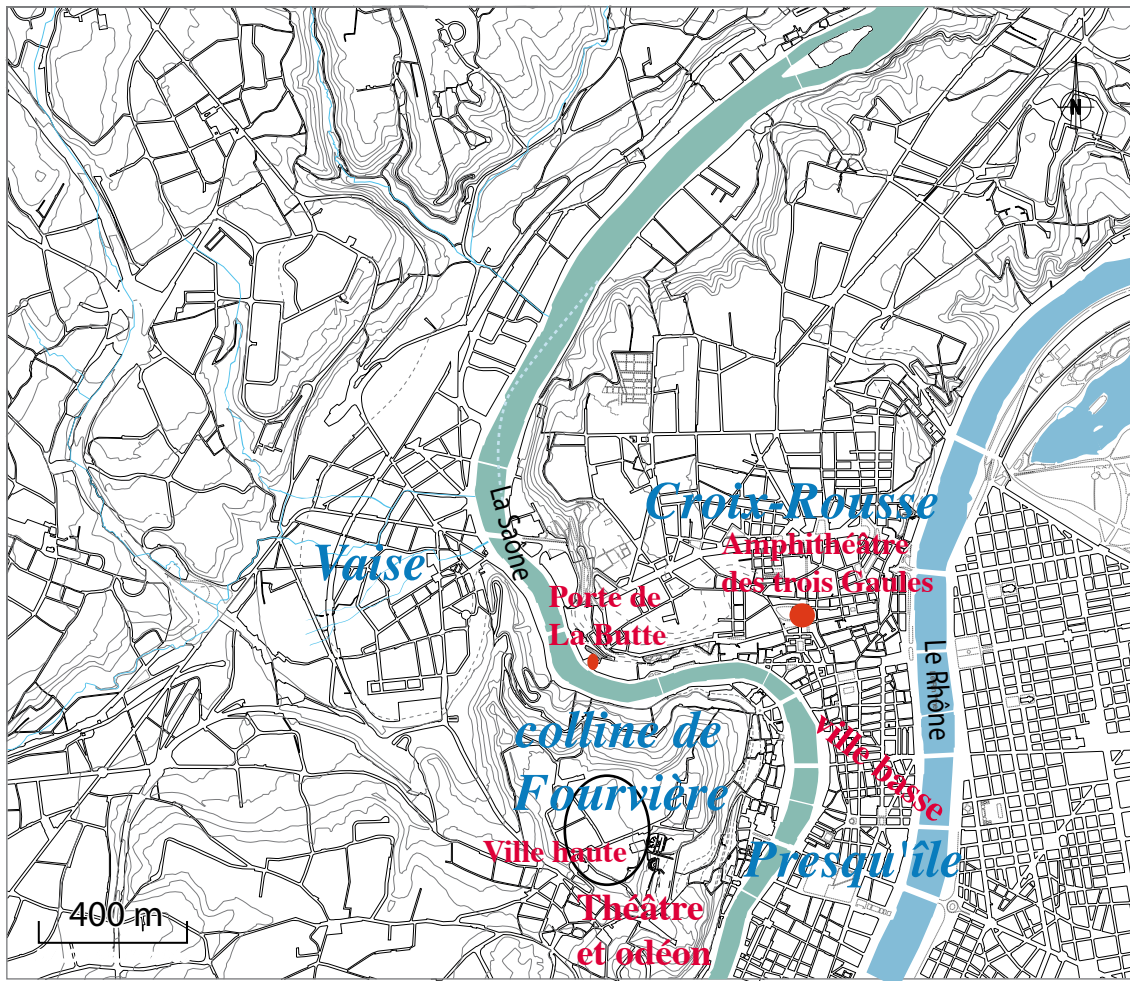 N
La Saône
Croix-Rousse
Vaise
Amphithéâtre
des trois Gaules
Porte de
La Butte
Le Rhône
colline de
Fourvière
ville basse
Ville haute
Presqu'île
Théâtre
et odéon
400 m